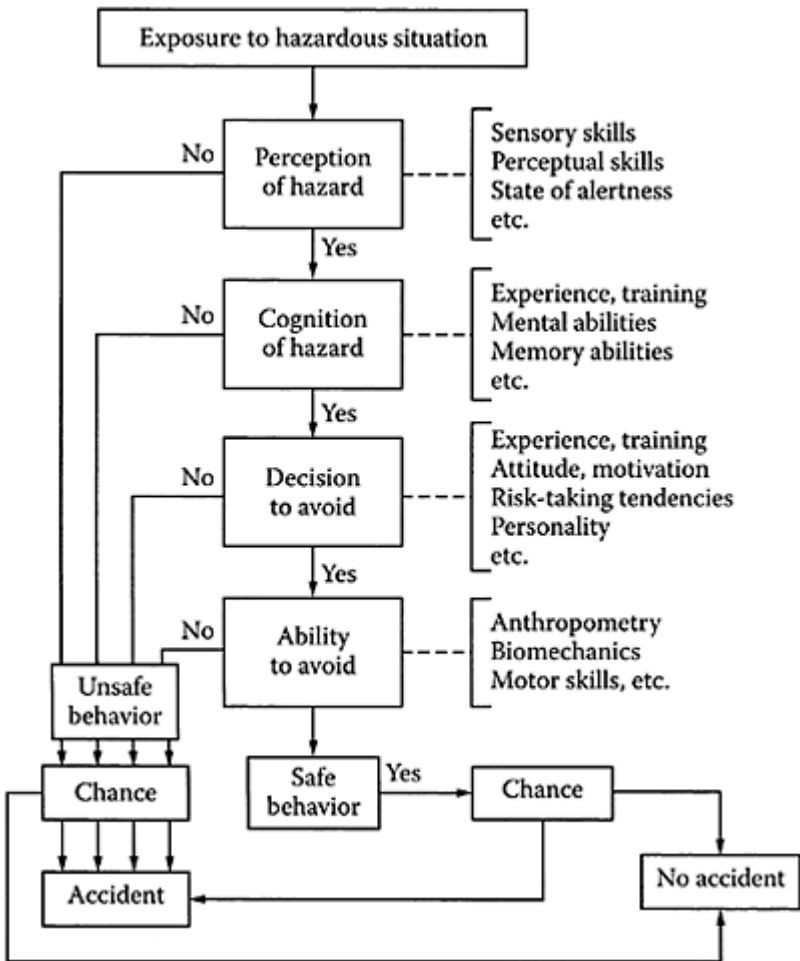 Exposure to hazardous situation
No
Perception
of hazard
Sensory skills
Perceptual skills
State of alertness
etc.
Yes
No
Cognition
of hazard
Experience, training
Mental abilities
Memory abilities
etc.
Yes
No
Decision
to avoid
Experience, training
Attitude, motivation
Risk-taking tendencies
Personality
etc.
Yes
No
Ability
to avoid
Anthropometry
Biomechanics
Motor skills, etc.
Unsafe
behavior
Chance
Accident
Safe
behavior
Yes
Chance
No accident